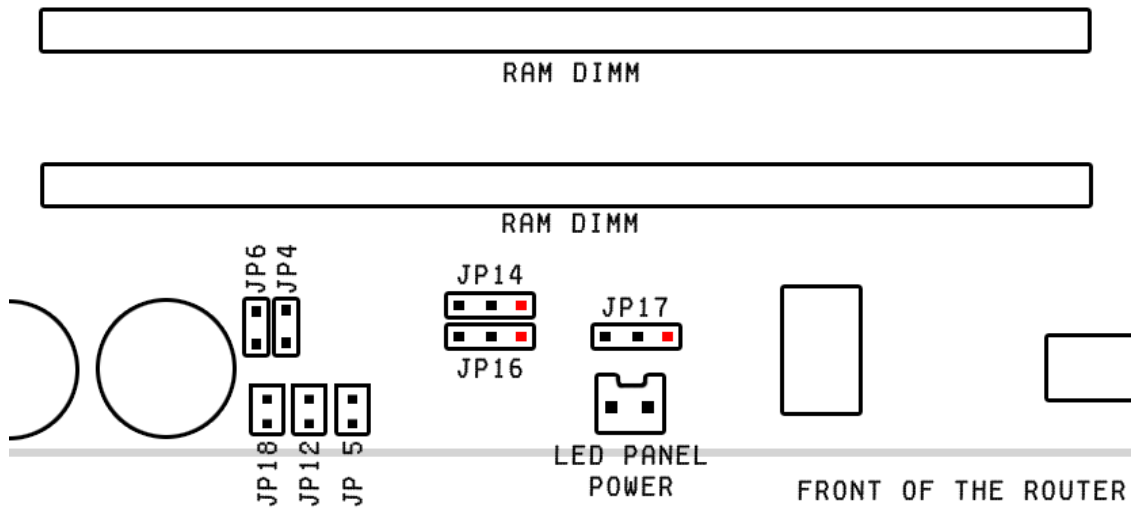 RAM DIMM
RAM DIMM
JP6
JP4
JP14
JP17
JP16
JP18
JP12
JP 5
LED PANEL
POWER
FRONT OF THE ROUTER